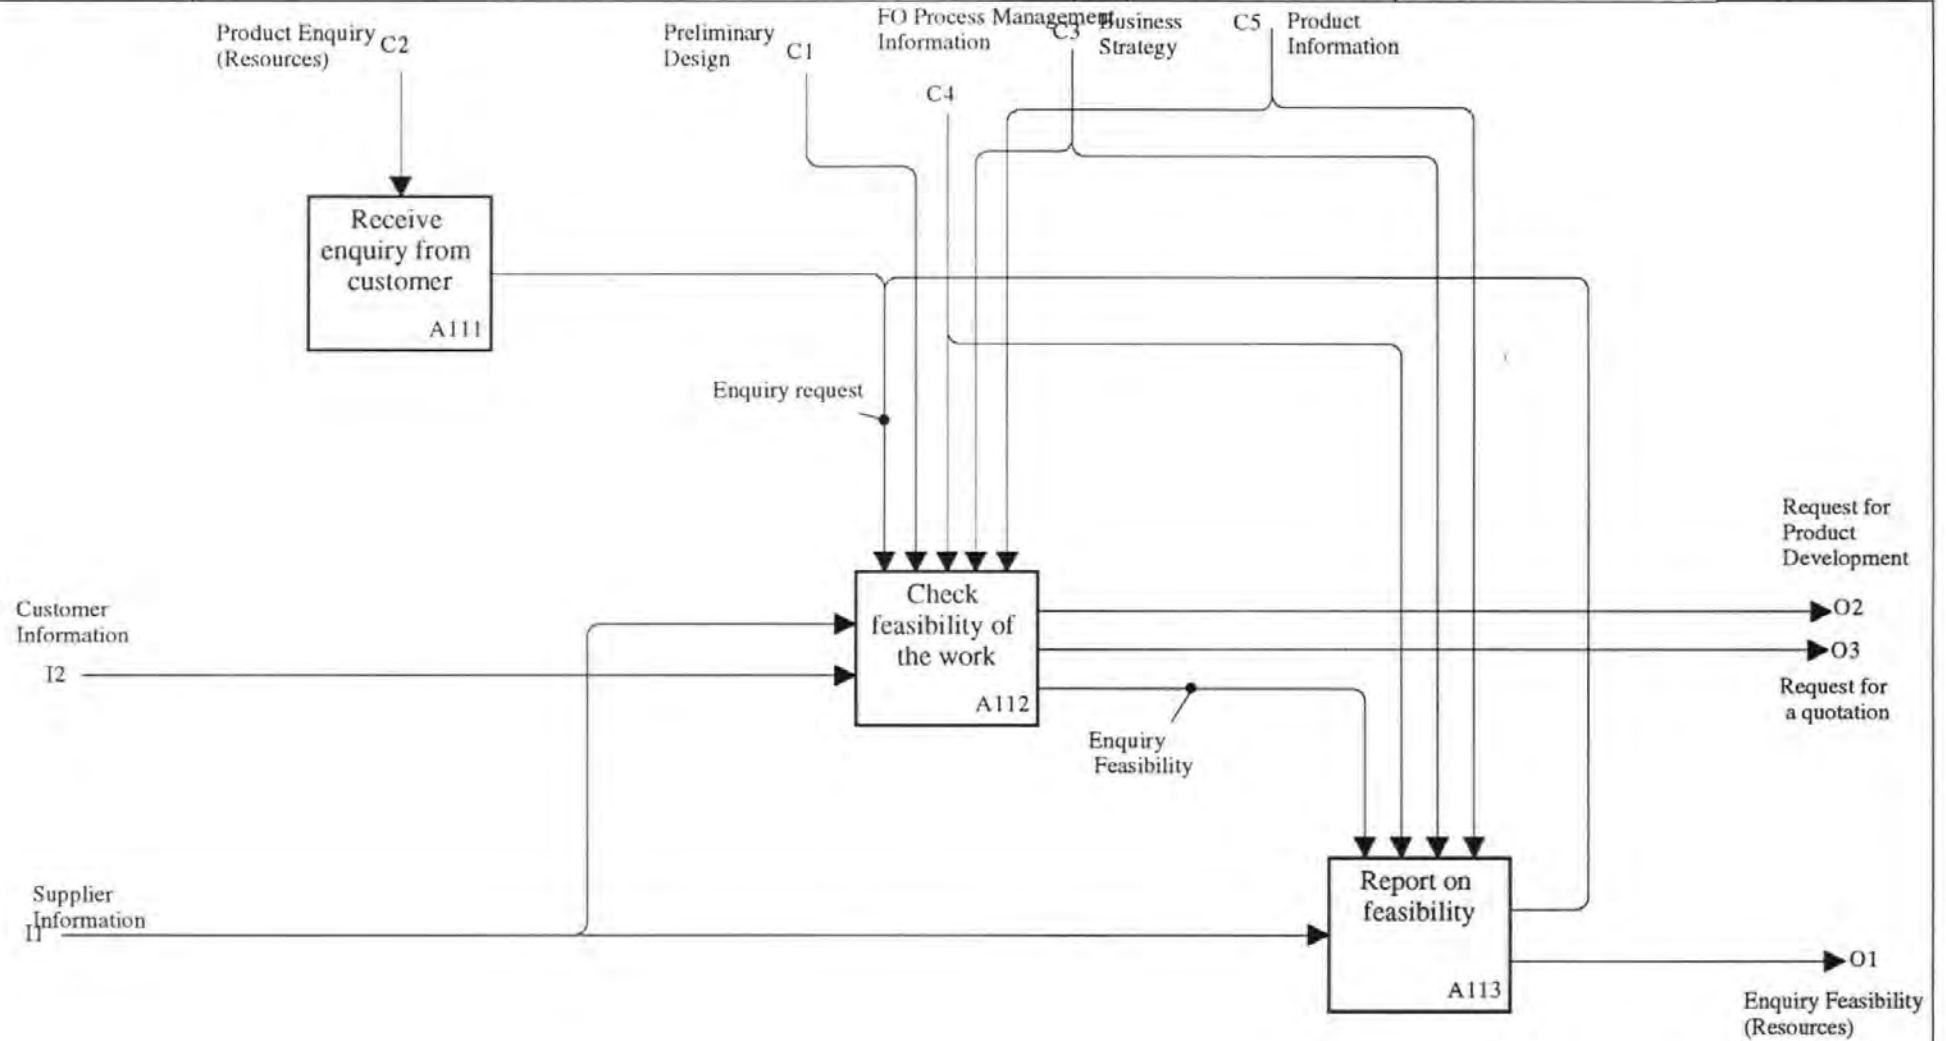 Product Enquiry
(Resources)
C2
Preliminary
Design
C1
FO Process Management
Information
C4
C3
Business
Strategy
C5
Product
Information
Receive
enquiry from
customer
A111
Enquiry request
Check
feasibility of
the work
A112
Customer
Information
I2
Request for
Product
Development
O2
O3
Request for
a quotation
Enquiry
Feasibility
Supplier
Information
I1
Report on
feasibility
A113
O1
Enquiry Feasibility
(Resources)